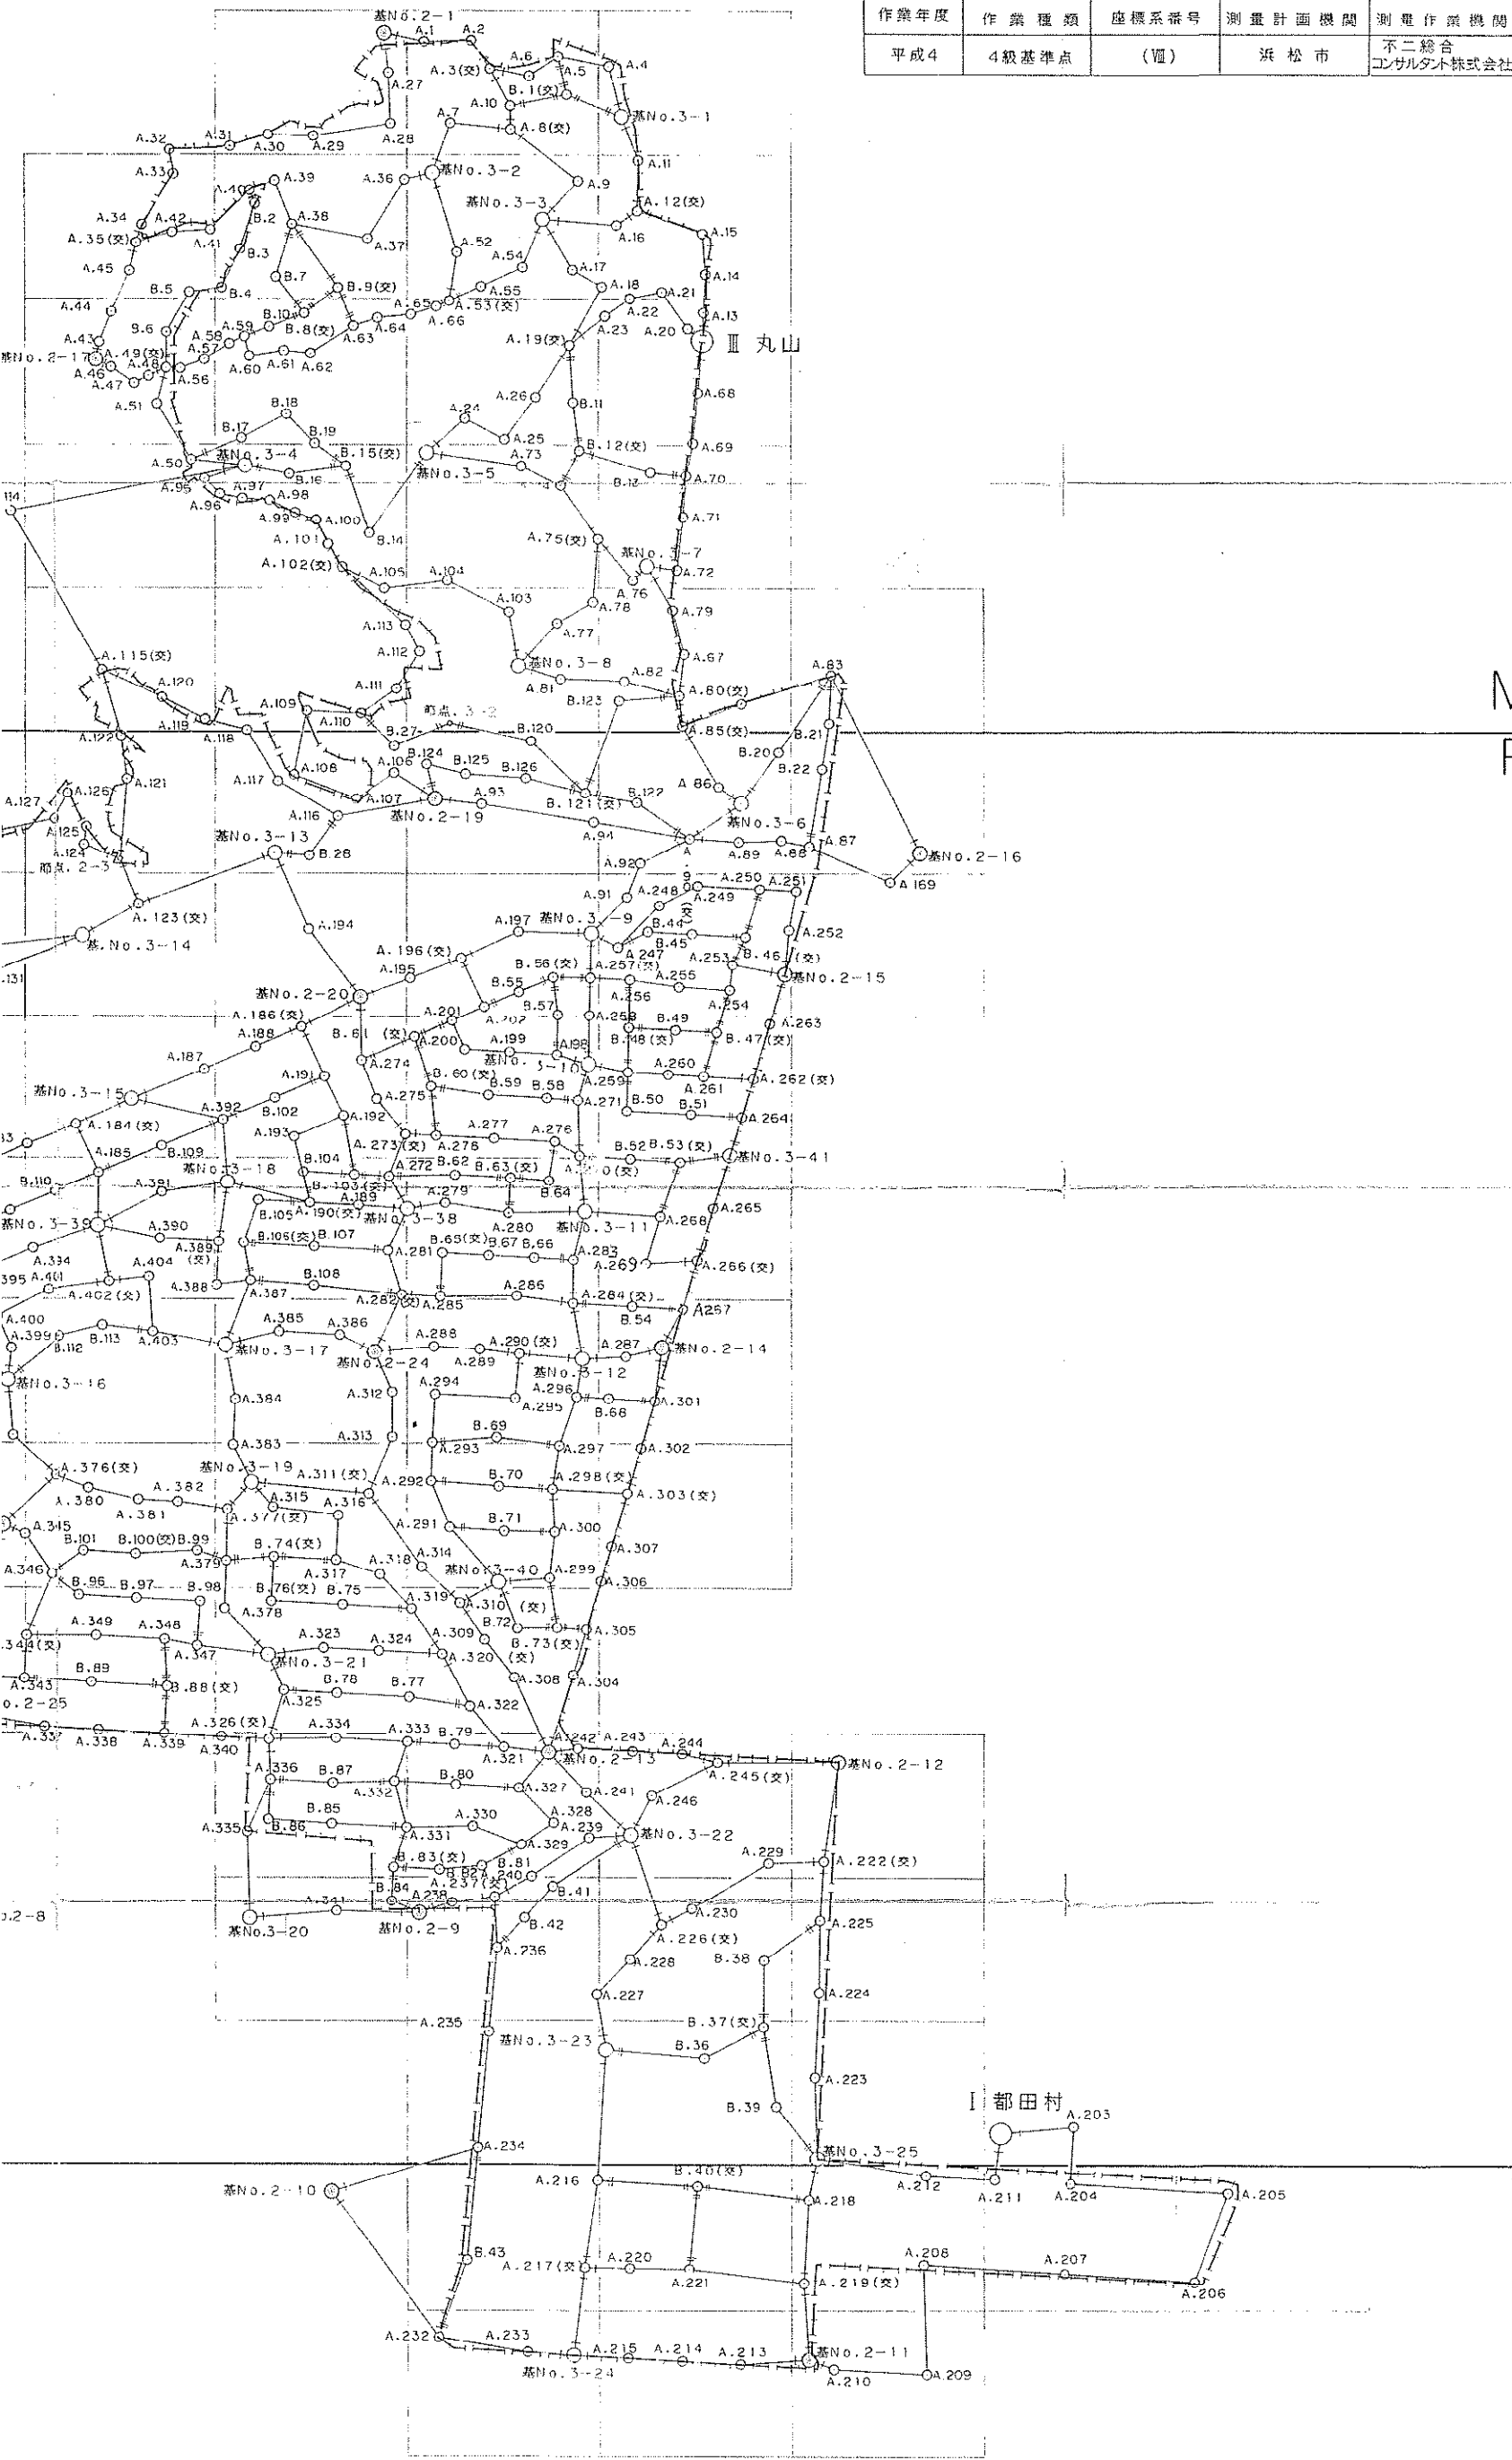 作業年度 作業種類 座標系番号 測量計画機関 測量作業機関
平成4 4級基準点 (Ⅷ) 浜松市 不二総合
コンサルタント株式会社
基No.2-1
A.1
A.2
A.3(交)
A.6
A.5
A.4
A.27
A.10
B.1(交)
基No.3-1
A.32
A.31
A.30
A.29
A.28
A.7
A.8(交)
A.11
A.33
A.40
A.39
A.36
基No.3-2
A.9
A.34
A.42
A.41
B.2
A.38
A.37
基No.3-3
A.12(交)
A.35(交)
B.3
A.52
A.54
A.16
A.15
A.45
B.7
A.17
A.14
A.44
B.5
B.4
B.9(交)
A.55
A.18
A.21
A.43
B.10
B.8(交)
A.63
A.64
A.65
A.66
A.53(交)
A.23
A.22
A.20
A.13
A.58
A.59
A.57
A.60
A.61
A.62
A.19(交)
Ⅲ 丸山
基No.2-17
A.49(交)
A.46
A.47
A.48
A.56
A.51
A.26
A.68
B.18
B.17
B.19
A.24
A.25
B.11
A.69
A.50
基No.3-4
B.16
B.15(交)
基No.3-5
A.73
B.12(交)
A.70
A.95
A.96
A.97
A.98
A.99
A.100
A.101
B.14
A.71
A.102(交)
A.105
A.104
A.75(交)
基No.3-7
A.76
A.72
A.103
A.78
A.79
A.113
A.77
A.112
基No.3-8
A.67
A.115(交)
A.120
A.111
A.81
A.82
A.80(交)
A.83
A.109
A.110
B.123
A.119
A.118
B.27
B.120
A.85(交)
B.21
A.122
B.124
B.125
B.126
B.20
B.22
A.121
A.117
A.108
A.106
A.107
A.93
A.86
A.127
A.126
A.116
基No.2-19
B.121(交)
B.122
基No.3-6
A.125
A.124
基No.3-13
B.28
A.94
A.89
A.88
A.87
基No.2-16
節点.2-3
A.92
A.169
A.123(交)
A.91
A.248
A.249
A.250
A.251
基.No.3-14
A.194
A.197
B.44
B.45
A.252
A.196(交)
A.247
A.195
B.56(交)
A.257(交)
A.255
A.253
B.46
基No.2-15
基No.2-20
B.55
A.256
A.254
A.186(交)
A.201
A.202
B.57
A.258
B.49
A.263
A.188
B.61
A.200
A.199
A.198
B.48(交)
B.47(交)
A.187
A.274
B.60(交)
B.59
B.58
A.259
A.260
A.261
A.262(交)
基No.3-15
A.191
A.275
A.271
B.50
B.51
A.264
A.392
B.102
A.192
A.184(交)
A.193
A.273(交)
A.277
A.276
A.185
B.109
B.52
B.53(交)
基No.3-41
B.110
基No.3-18
B.104
A.272
B.62
B.63(交)
B.64
A.391
A.279
A.265
基No.3-39
A.390
B.105
A.190(交)
基No.3-38
A.280
基No.3-11
A.268
A.394
A.389
B.107
A.281
B.67
B.66
A.283
A.269
A.266(交)
A.401
A.404
A.402(交)
A.388
A.387
B.108
A.282(交)
A.285
A.286
A.284(交)
B.54
A.267
A.400
A.399
B.112
B.113
A.403
基No.3-17
A.385
A.386
基No.2-24
A.288
A.289
A.290(交)
基No.3-12
A.287
基No.2-14
基No.3-16
A.384
A.312
A.294
A.295
A.296
B.68
A.301
A.383
A.313
A.293
B.69
A.297
A.302
A.376(交)
基No.3-19
A.311(交)
A.292
B.70
A.298(交)
A.303(交)
A.380
A.381
A.382
A.377(交)
A.315
A.316
A.291
B.71
A.300
A.345
B.101
B.100(交)
B.99
A.379
B.74(交)
A.317
A.318
A.314
A.307
A.346
基No.3-40
A.299
A.306
B.96
B.97
B.98
A.378
B.76(交)
B.75
A.319
A.310
B.72
B.73(交)
A.305
A.349
A.348
A.347
A.323
A.324
A.309
A.320
A.343
B.89
B.88(交)
基No.3-21
A.325
B.78
B.77
A.322
A.308
A.304
A.337
A.338
A.339
A.340
A.326(交)
A.334
A.333
B.79
A.321
A.242
A.243
A.244
基No.2-13
A.245(交)
基No.2-12
A.336
B.87
A.332
B.80
A.327
A.241
A.246
A.335
B.86
B.85
A.331
A.330
A.328
A.329
A.239
基No.3-22
B.83(交)
B.82
B.81
A.240
A.229
A.222(交)
B.84
A.237(交)
A.238
B.41
B.42
A.230
基No.3-20
A.341
基No.2-9
A.236
A.226(交)
A.225
A.228
B.38
A.227
A.224
A.235
基No.3-23
B.36
B.37(交)
B.39
A.223
Ⅰ 都田村
A.203
A.234
基No.3-25
基No.2-10
A.216
B.40(交)
A.218
A.212
A.211
A.204
A.205
B.43
A.217(交)
A.220
A.221
A.219(交)
A.208
A.207
A.206
A.232
A.233
基No.3-24
A.215
A.214
A.213
基No.2-11
A.210
A.209